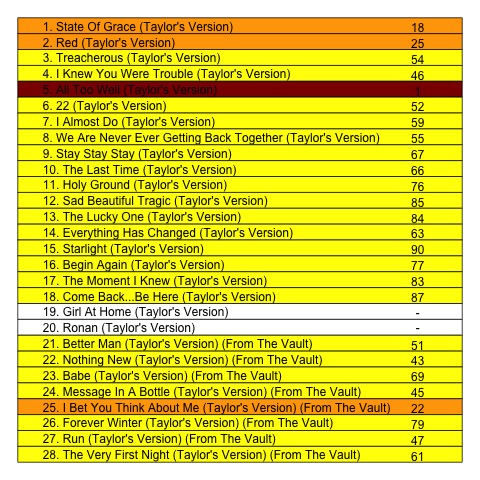 1. State Of Grace (Taylor's Version) 18
2. Red (Taylor's Version) 25
3. Treacherous (Taylor's Version) 54
4. I Knew You Were Trouble (Taylor's Version) 46
5. All Too Well (Taylor's Version) 1
6. 22 (Taylor's Version) 52
7. I Almost Do (Taylor's Version) 59
8. We Are Never Ever Getting Back Together (Taylor's Version) 55
9. Stay Stay Stay (Taylor's Version) 67
10. The Last Time (Taylor's Version) 66
11. Holy Ground (Taylor's Version) 76
12. Sad Beautiful Tragic (Taylor's Version) 85
13. The Lucky One (Taylor's Version) 84
14. Everything Has Changed (Taylor's Version) 63
15. Starlight (Taylor's Version) 90
16. Begin Again (Taylor's Version) 77
17. The Moment I Knew (Taylor's Version) 83
18. Come Back...Be Here (Taylor's Version) 87
19. Girl At Home (Taylor's Version) -
20. Ronan (Taylor's Version) -
21. Better Man (Taylor's Version) (From The Vault) 51
22. Nothing New (Taylor's Version) (From The Vault) 43
23. Babe (Taylor's Version) (From The Vault) 69
24. Message In A Bottle (Taylor's Version) (From The Vault) 45
25. I Bet You Think About Me (Taylor's Version) (From The Vault) 22
26. Forever Winter (Taylor's Version) (From The Vault) 79
27. Run (Taylor's Version) (From The Vault) 47
28. The Very First Night (Taylor's Version) (From The Vault) 61